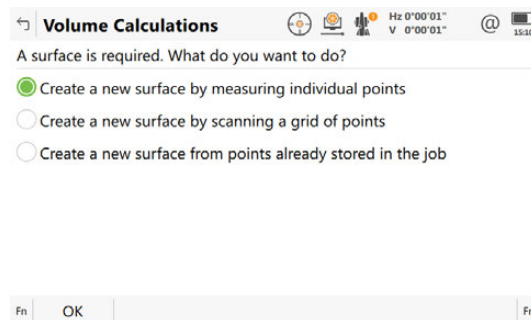 Volume Calculations
Hz 0°00'01"
V 0°00'01"
A surface is required. What do you want to do?
Create a new surface by measuring individual points
Create a new surface by scanning a grid of points
Create a new surface from points already stored in the job
Fn OK